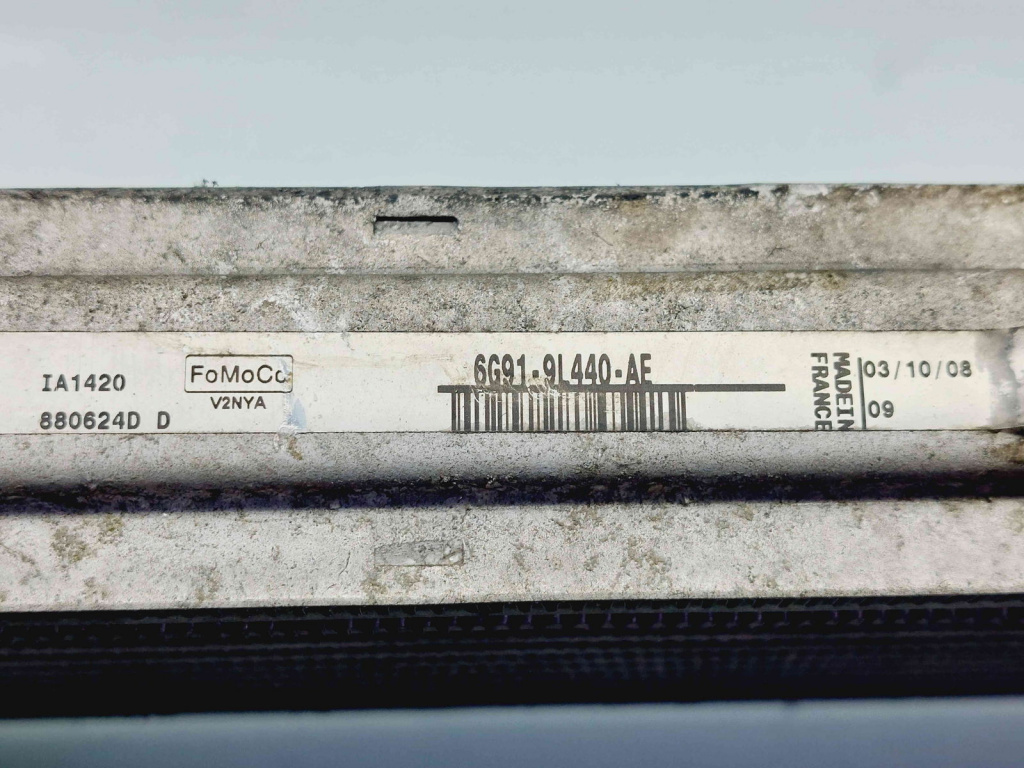 IA1420
880624D D
FoMoCo
V2NYA
6G91-9L440-AE
MADE IN
FRANCE
03/10/08
09